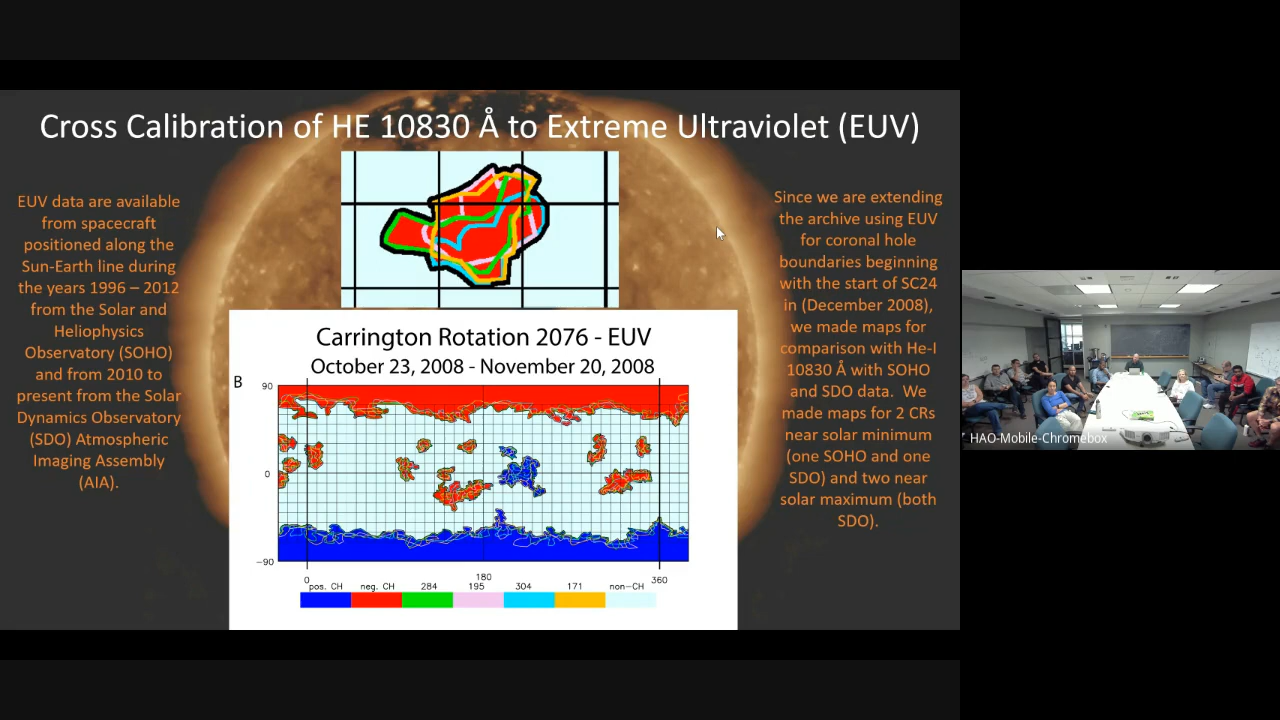 Cross Calibration of HE 10830 Å to Extreme Ultraviolet (EUV)
EUV data are available
from spacecraft
positioned along the
Sun-Earth line during
the years 1996 – 2012
from the Solar and
Heliophysics
Observatory (SOHO)
and from 2010 to
present from the Solar
Dynamics Observatory
(SDO) Atmospheric
Imaging Assembly
(AIA).
Carrington Rotation 2076 - EUV
October 23, 2008 - November 20, 2008
B
90
0
−90
0 180 360
pos. CH neg. CH 284 195 304 171 non-CH
Since we are extending
the archive using EUV
for coronal hole
boundaries beginning
with the start of SC24
in (December 2008),
we made maps for
comparison with He-I
10830 Å with SOHO
and SDO data. We
made maps for 2 CRs
near solar minimum
(one SOHO and one
SDO) and two near
solar maximum (both
SDO).
HAO-Mobile-Chromebox